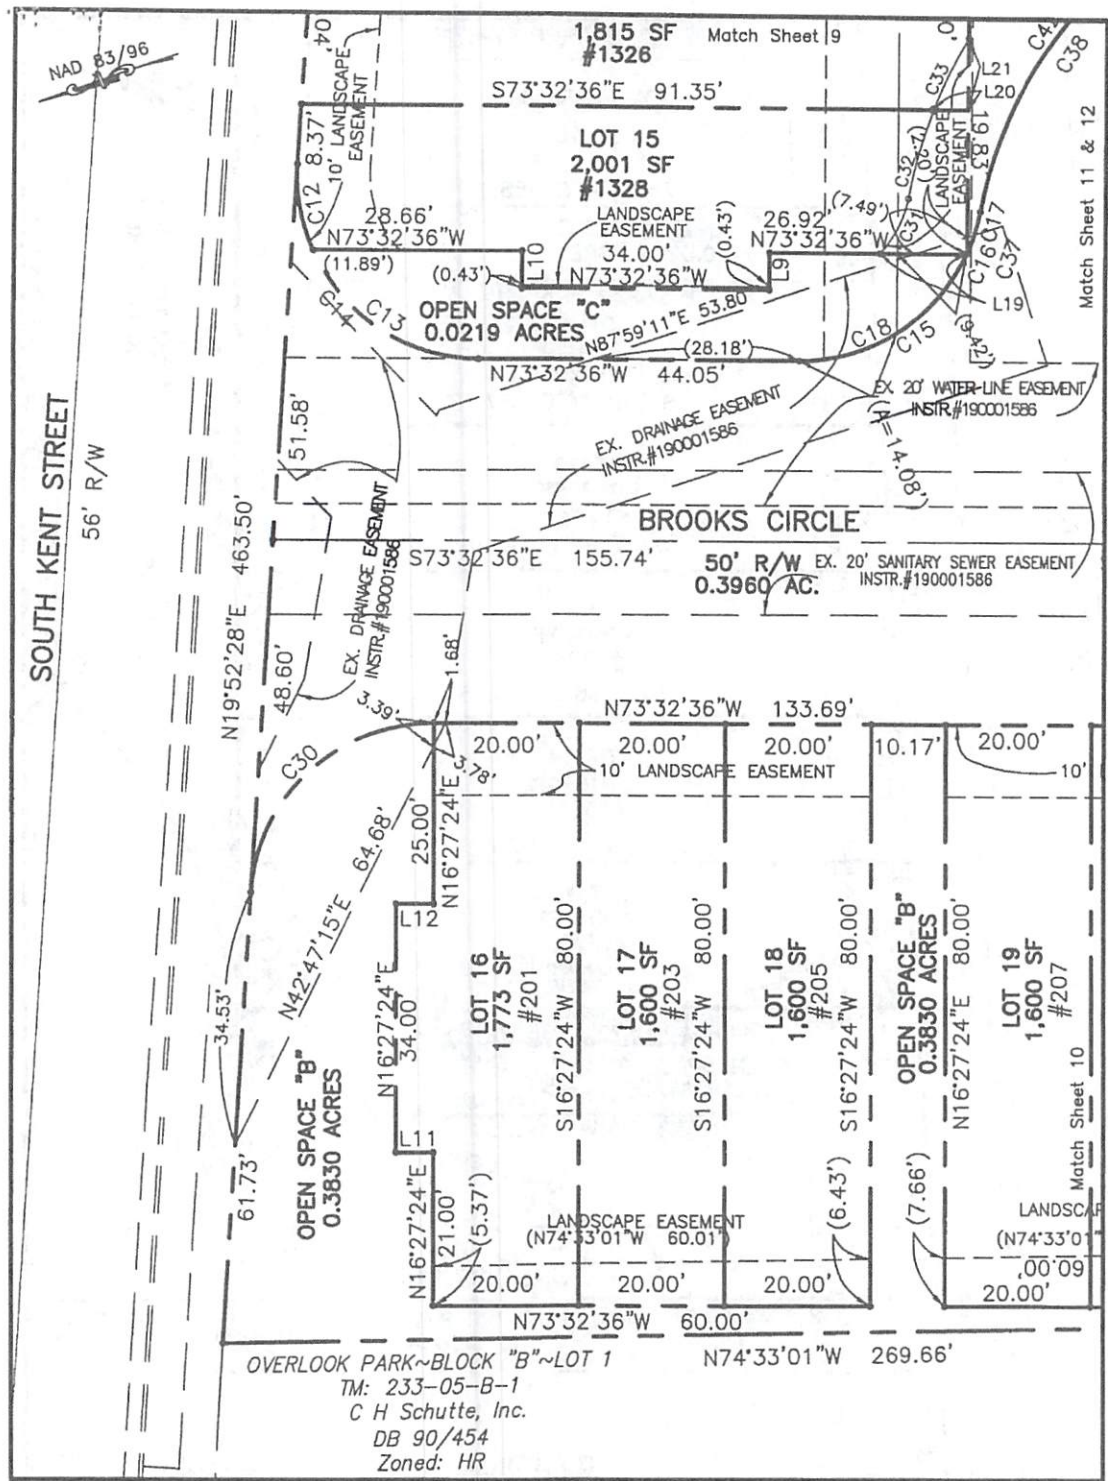 NAD 83/96
SOUTH KENT STREET
56' R/W
N19°52'28"E 463.50'
04'
10' LANDSCAPE
EASEMENT
1,815 SF
#1326
Match Sheet 9
S73°32'36"E 91.35'
LOT 15
2,001 SF
#1328
C12 8.37'
28.66'
N73°32'36"W
(11.89')
LANDSCAPE
EASEMENT
34.00'
N73°32'36"W
(0.43')
L10
(0.43')
L9
26.92'
N73°32'36"W
(7.49')
C31
C32
C33
LANDSCAPE
EASEMENT
19.83
L21
L20
C38
C17
C16
C37
L19
(9.42')
Match Sheet 11 & 12
C14
C13
OPEN SPACE "C"
0.0219 ACRES
N87°59'11"E 53.80
(28.18')
C18
C15
N73°32'36"W 44.05'
51.58'
EX. 20' WATER-LINE EASEMENT
INSTR.#190001586
(A=14.08')
EX. DRAINAGE EASEMENT
INSTR.#190001586
BROOKS CIRCLE
S73°32'36"E 155.74'
50' R/W
0.3960 AC.
EX. 20' SANITARY SEWER EASEMENT
INSTR.#190001586
EX. DRAINAGE EASEMENT
INSTR.#190001586
48.60'
3.39'
1.68'
3.78'
C30
N73°32'36"W 133.69'
20.00'
20.00'
20.00'
10.17'
20.00'
10' LANDSCAPE EASEMENT
10'
N42°47'15"E 64.68'
25.00'
N16°27'24"E
L12
N16°27'24"E
34.00'
L11
N16°27'24"E
21.00'
34.53'
61.73'
OPEN SPACE "B"
0.3830 ACRES
LOT 16
1,773 SF
#201
S16°27'24"W 80.00'
LOT 17
1,600 SF
#203
S16°27'24"W 80.00'
LOT 18
1,600 SF
#205
S16°27'24"W 80.00'
OPEN SPACE "B"
0.3830 ACRES
N16°27'24"E 80.00'
LOT 19
1,600 SF
#207
Match Sheet 10
(5.37')
LANDSCAPE EASEMENT
(N74°33'01"W 60.01')
(6.43')
(7.66')
LANDSCAP
(N74°33'01"
60.00'
20.00'
20.00'
20.00'
20.00'
N73°32'36"W 60.00'
N74°33'01"W 269.66'
OVERLOOK PARK~BLOCK "B"~LOT 1
TM: 233-05-B-1
C H Schutte, Inc.
DB 90/454
Zoned: HR